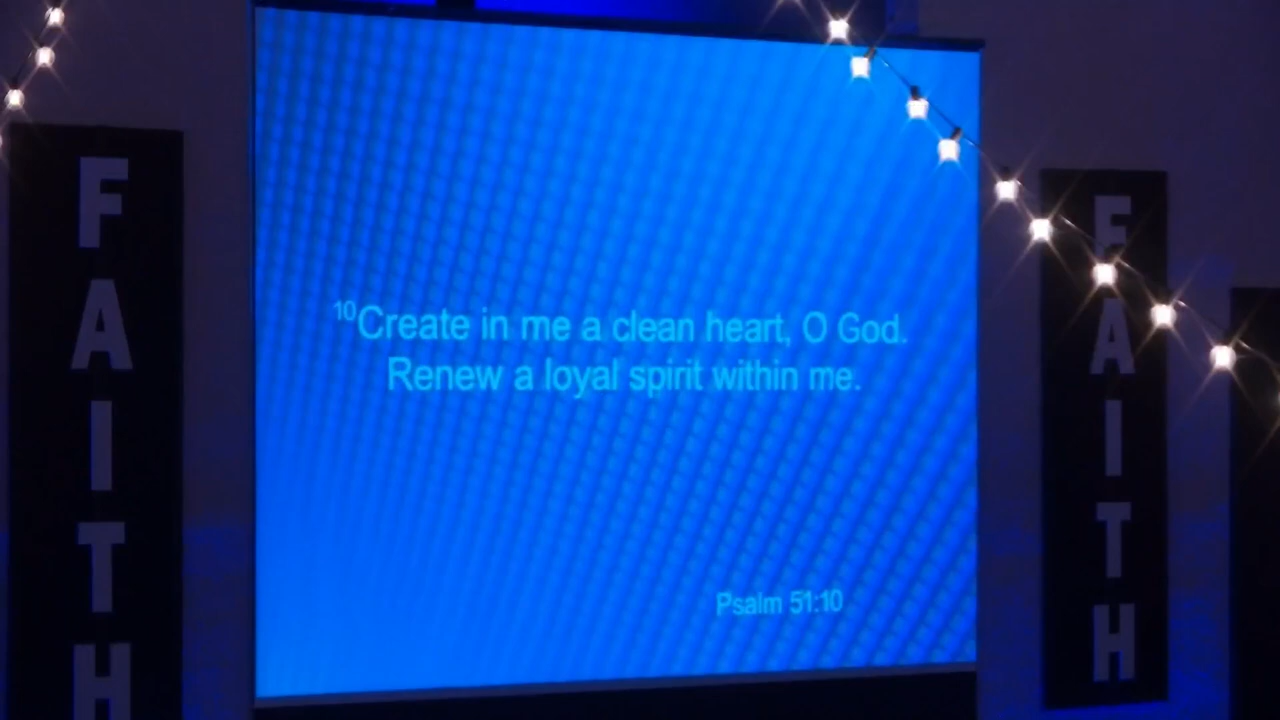 FAITH
10Create in me a clean heart, O God.
Renew a loyal spirit within me.
Psalm 51:10
FAITH